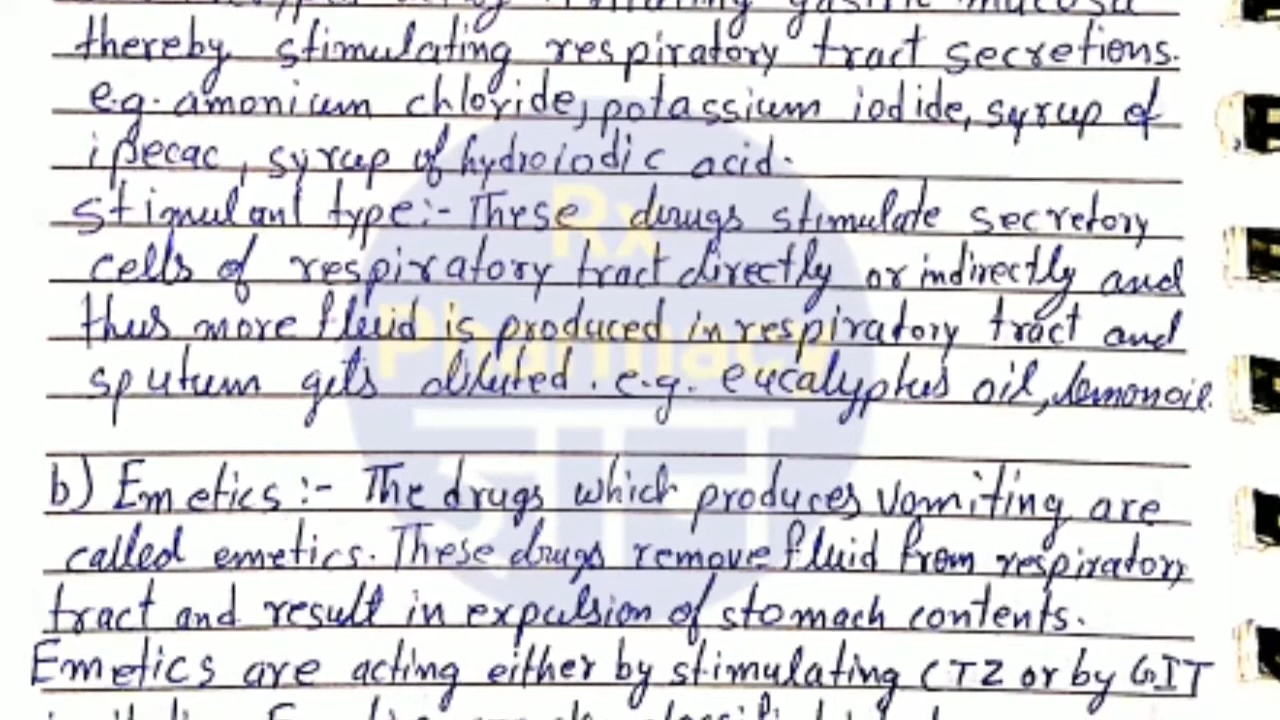 gastric mucosa
thereby stimulating respiratory tract secretions.
e.g. amonium chloride, potassium iodide, syrup of
ipecac, syrup of hydroiodic acid.
stimulant type:- These drugs stimulate secretory
cells of respiratory tract directly or indirectly and
thus more fluid is produced in respiratory tract and
sputum gets diluted. e.g. eucalyptus oil, lemon oil.
b) Emetics :- The drugs which produces vomiting are
called emetics. These drugs remove fluid from respiratory
tract and result in expulsion of stomach contents.
Emetics are acting either by stimulating CTZ or by GIT
Rx
Pharmacy
ज्ञान